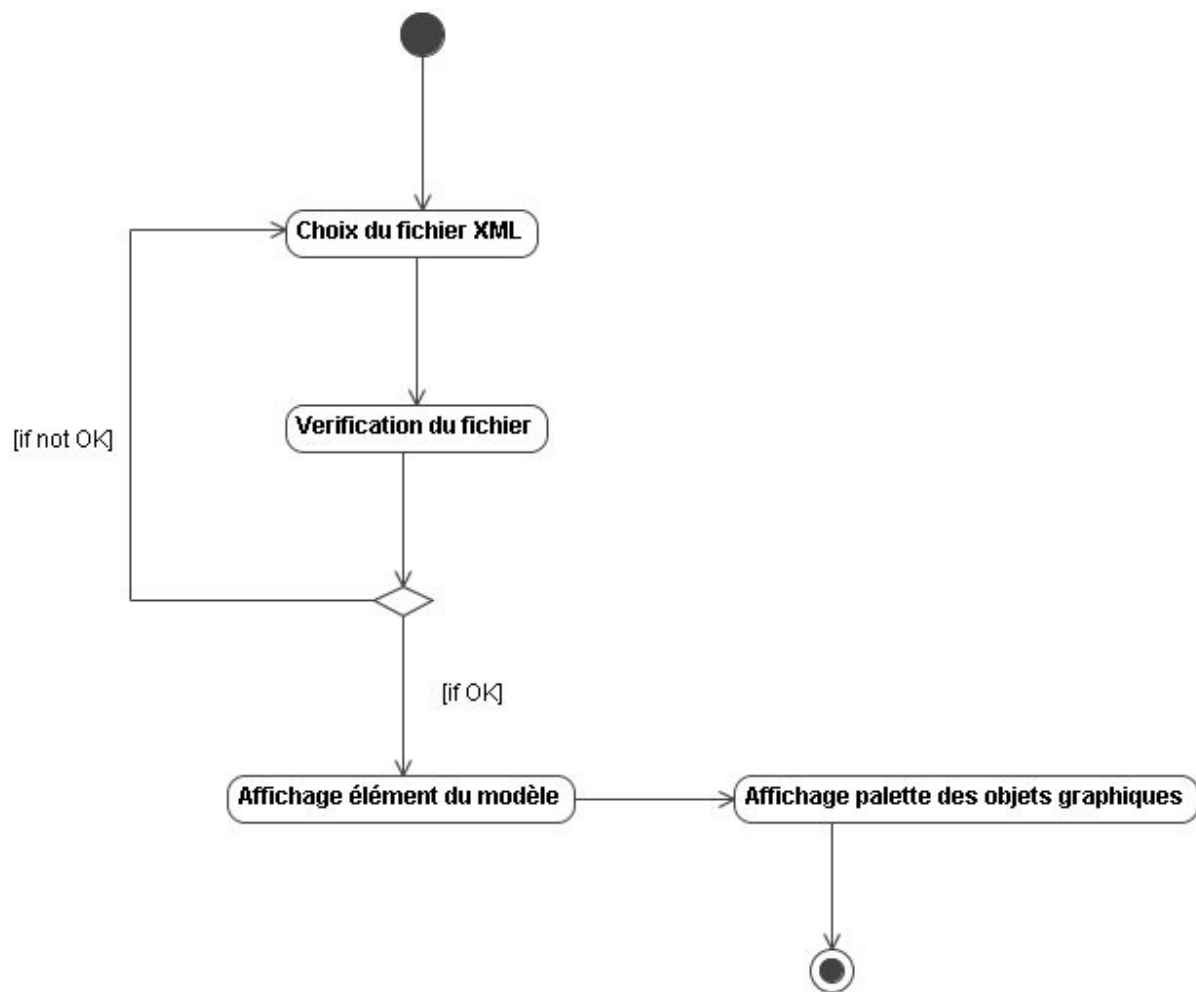 Choix du fichier XML
Verification du fichier
[if not OK]
[if OK]
Affichage élément du modèle
Affichage palette des objets graphiques